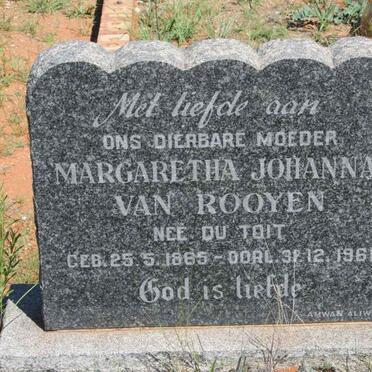 Met liefde aan
ONS DIERBARE MOEDER
MARGARETHA JOHANNA
VAN ROOYEN
NEE DU TOIT
GEB. 25.5.1865 - OORL. 31.12.1961
God is liefde